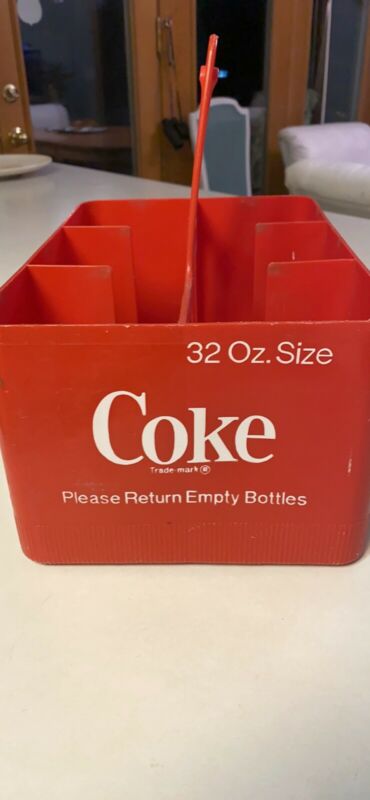 32 Oz. Size
Coke
Trade-mark ®
Please Return Empty Bottles